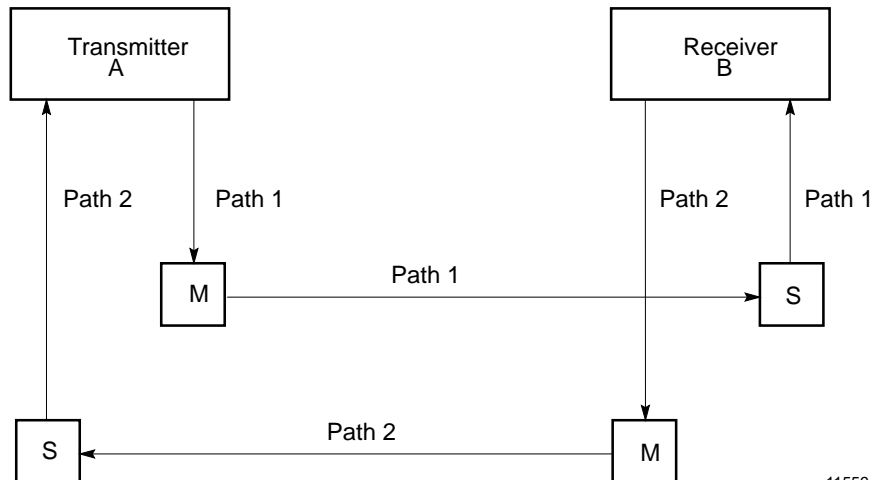 Transmitter
A
Receiver
B
Path 2
Path 1
Path 2
Path 1
M
Path 1
S
S
Path 2
M